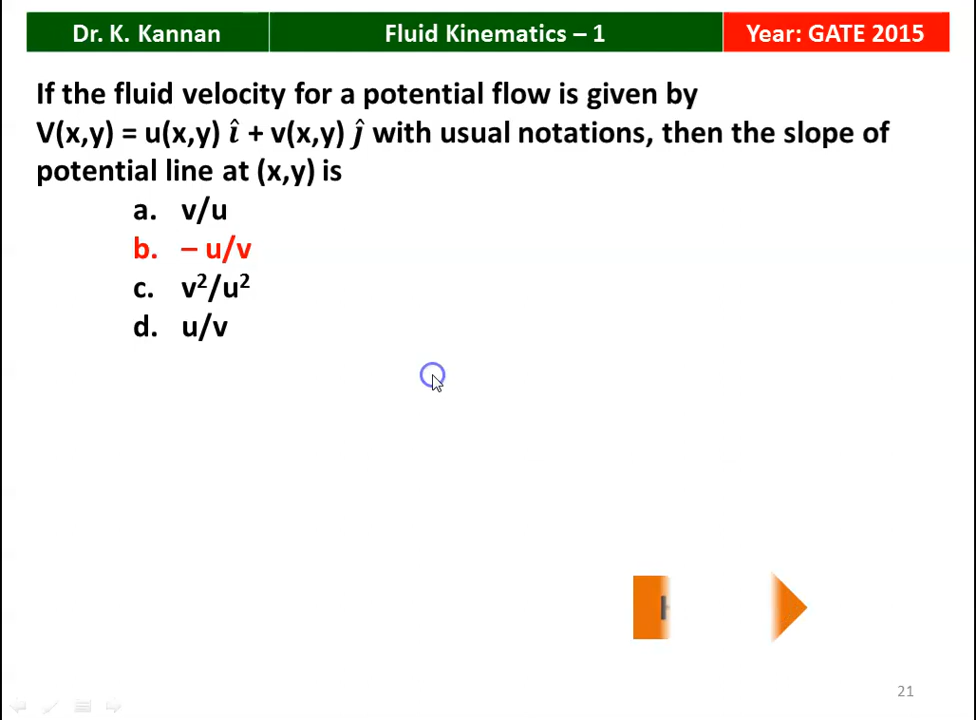 Dr. K. Kannan Fluid Kinematics – 1 Year: GATE 2015
If the fluid velocity for a potential flow is given by
V(x,y) = u(x,y) î + v(x,y) ĵ with usual notations, then the slope of
potential line at (x,y) is
a. v/u
b. – u/v
c. v²/u²
d. u/v
21